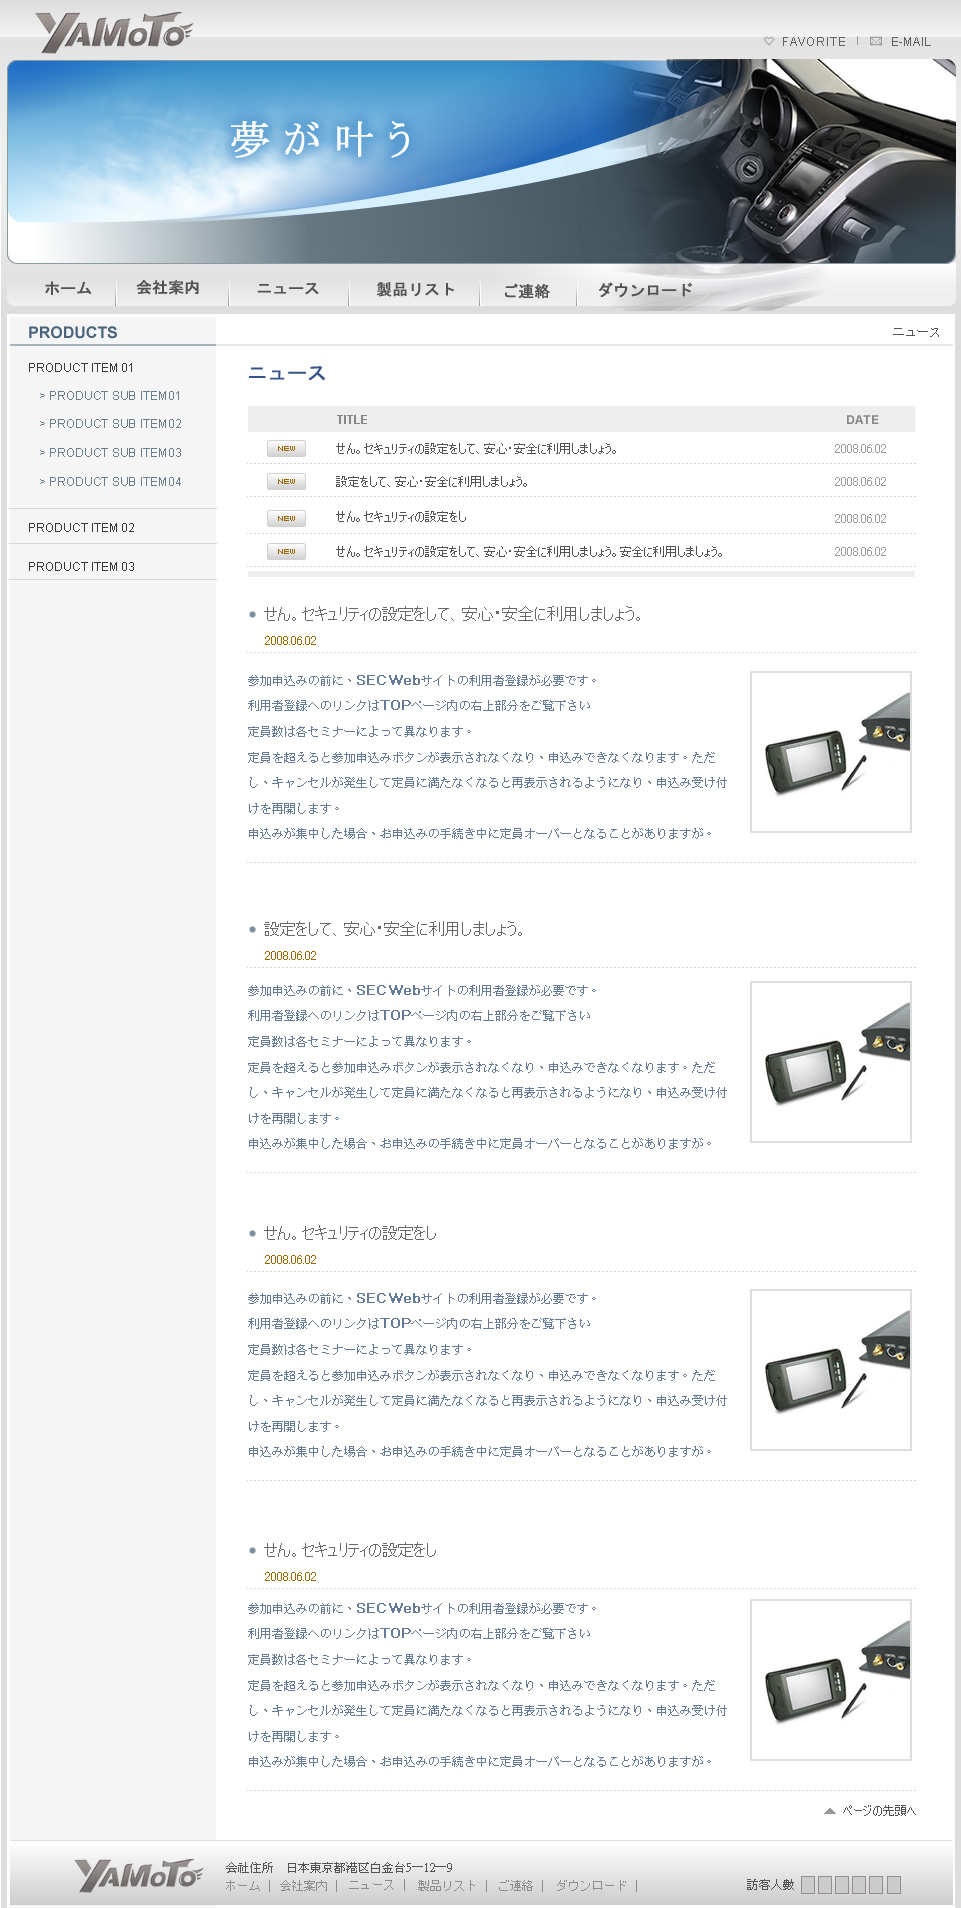 YAMoTo
FAVORITE | E-MAIL
夢が叶う
ホーム
会社案内
ニュース
製品リスト
ご連絡
ダウンロード
PRODUCTS
ニュース
PRODUCT ITEM 01
> PRODUCT SUB ITEM01
> PRODUCT SUB ITEM02
> PRODUCT SUB ITEM03
> PRODUCT SUB ITEM04
PRODUCT ITEM 02
PRODUCT ITEM 03
ニュース
TITLE DATE
NEW せん。セキュリティの設定をして、安心・安全に利用しましょう。 2008.06.02
NEW 設定をして、安心・安全に利用しましょう。 2008.06.02
NEW せん。セキュリティの設定をし 2008.06.02
NEW せん。セキュリティの設定をして、安心・安全に利用しましょう。安全に利用しましょう。 2008.06.02
せん。セキュリティの設定をして、安心・安全に利用しましょう。
2008.06.02
参加申込みの前に、SEC Webサイトの利用者登録が必要です。
利用者登録へのリンクはTOPページ内の右上部分をご覧下さい
定員数は各セミナーによって異なります。
定員を超えると参加申込みボタンが表示されなくなり、申込みできなくなります。ただ
し、キャンセルが発生して定員に満たなくなると再表示されるようになり、申込み受け付
けを再開します。
申込みが集中した場合、お申込みの手続き中に定員オーバーとなることがありますが。
設定をして、安心・安全に利用しましょう。
2008.06.02
参加申込みの前に、SEC Webサイトの利用者登録が必要です。
利用者登録へのリンクはTOPページ内の右上部分をご覧下さい
定員数は各セミナーによって異なります。
定員を超えると参加申込みボタンが表示されなくなり、申込みできなくなります。ただ
し、キャンセルが発生して定員に満たなくなると再表示されるようになり、申込み受け付
けを再開します。
申込みが集中した場合、お申込みの手続き中に定員オーバーとなることがありますが。
せん。セキュリティの設定をし
2008.06.02
参加申込みの前に、SEC Webサイトの利用者登録が必要です。
利用者登録へのリンクはTOPページ内の右上部分をご覧下さい
定員数は各セミナーによって異なります。
定員を超えると参加申込みボタンが表示されなくなり、申込みできなくなります。ただ
し、キャンセルが発生して定員に満たなくなると再表示されるようになり、申込み受け付
けを再開します。
申込みが集中した場合、お申込みの手続き中に定員オーバーとなることがありますが。
せん。セキュリティの設定をし
2008.06.02
参加申込みの前に、SEC Webサイトの利用者登録が必要です。
利用者登録へのリンクはTOPページ内の右上部分をご覧下さい
定員数は各セミナーによって異なります。
定員を超えると参加申込みボタンが表示されなくなり、申込みできなくなります。ただ
し、キャンセルが発生して定員に満たなくなると再表示されるようになり、申込み受け付
けを再開します。
申込みが集中した場合、お申込みの手続き中に定員オーバーとなることがありますが。
ページの先頭へ
YAMoTo
会社住所 日本東京都港区白金台5一12一9
ホーム | 会社案内 | ニュース | 製品リスト | ご連絡 | ダウンロード |
訪客人數